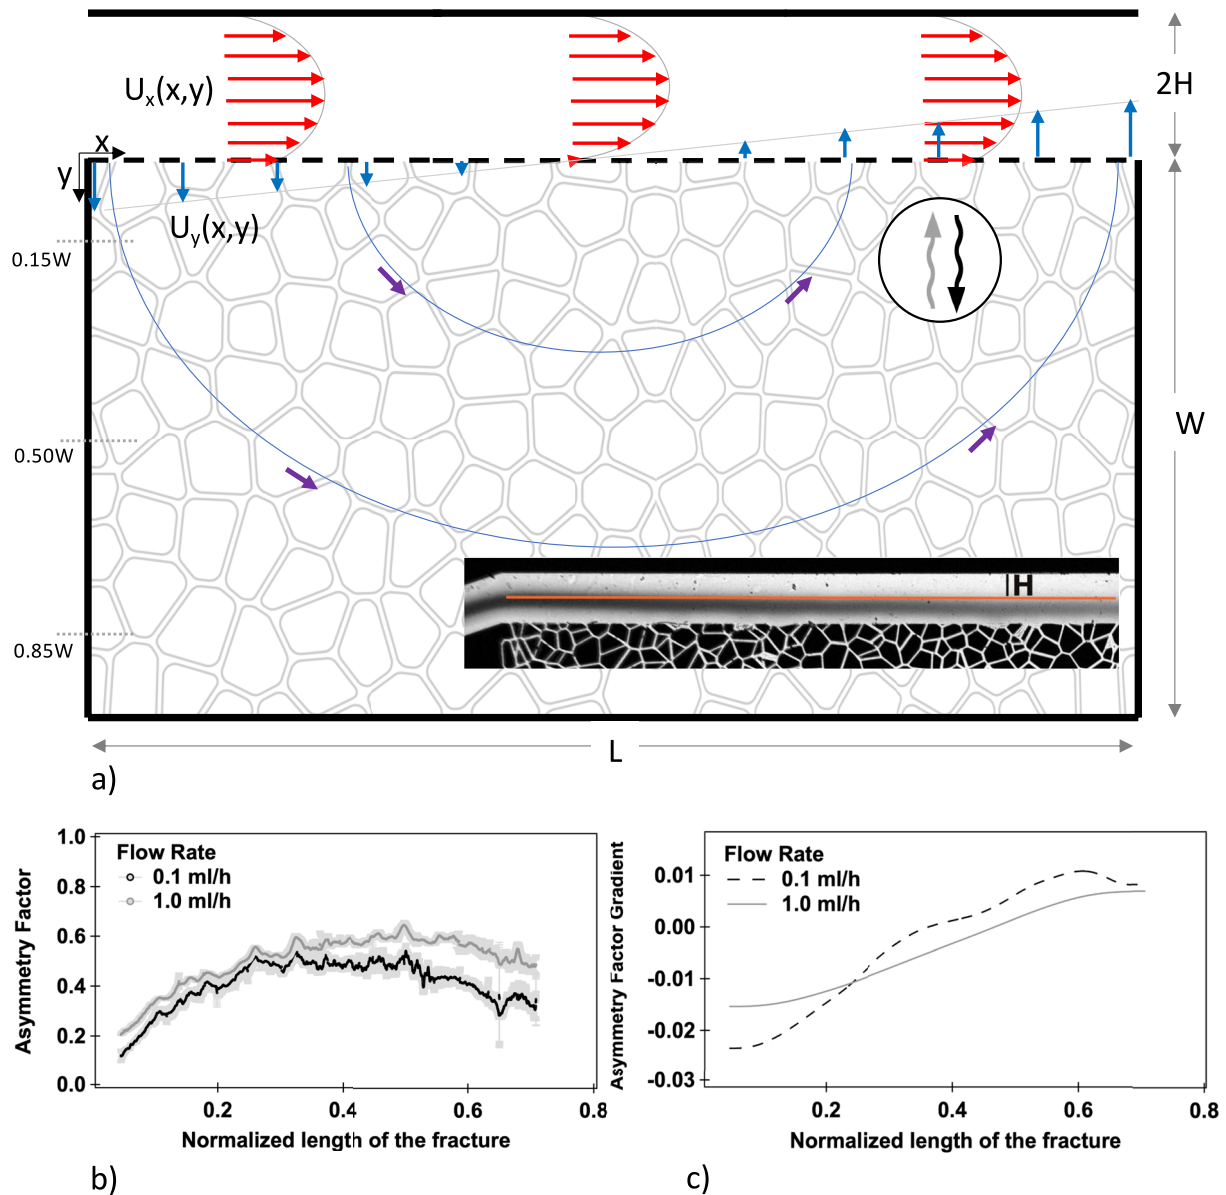 2H
Ux(x,y)
x
y
Uy(x,y)
0.15W
W
0.50W
H
0.85W
L
a)
1.0
0.8
0.6
0.4
0.2
0.0
Asymmetry Factor
Flow Rate
0.1 ml/h
1.0 ml/h
0.2 0.4 0.6 0.8
Normalized length of the fracture
b)
0.01
0.00
-0.01
-0.02
-0.03
Asymmetry Factor Gradient
Flow Rate
0.1 ml/h
1.0 ml/h
0.2 0.4 0.6 0.8
Normalized length of the fracture
c)